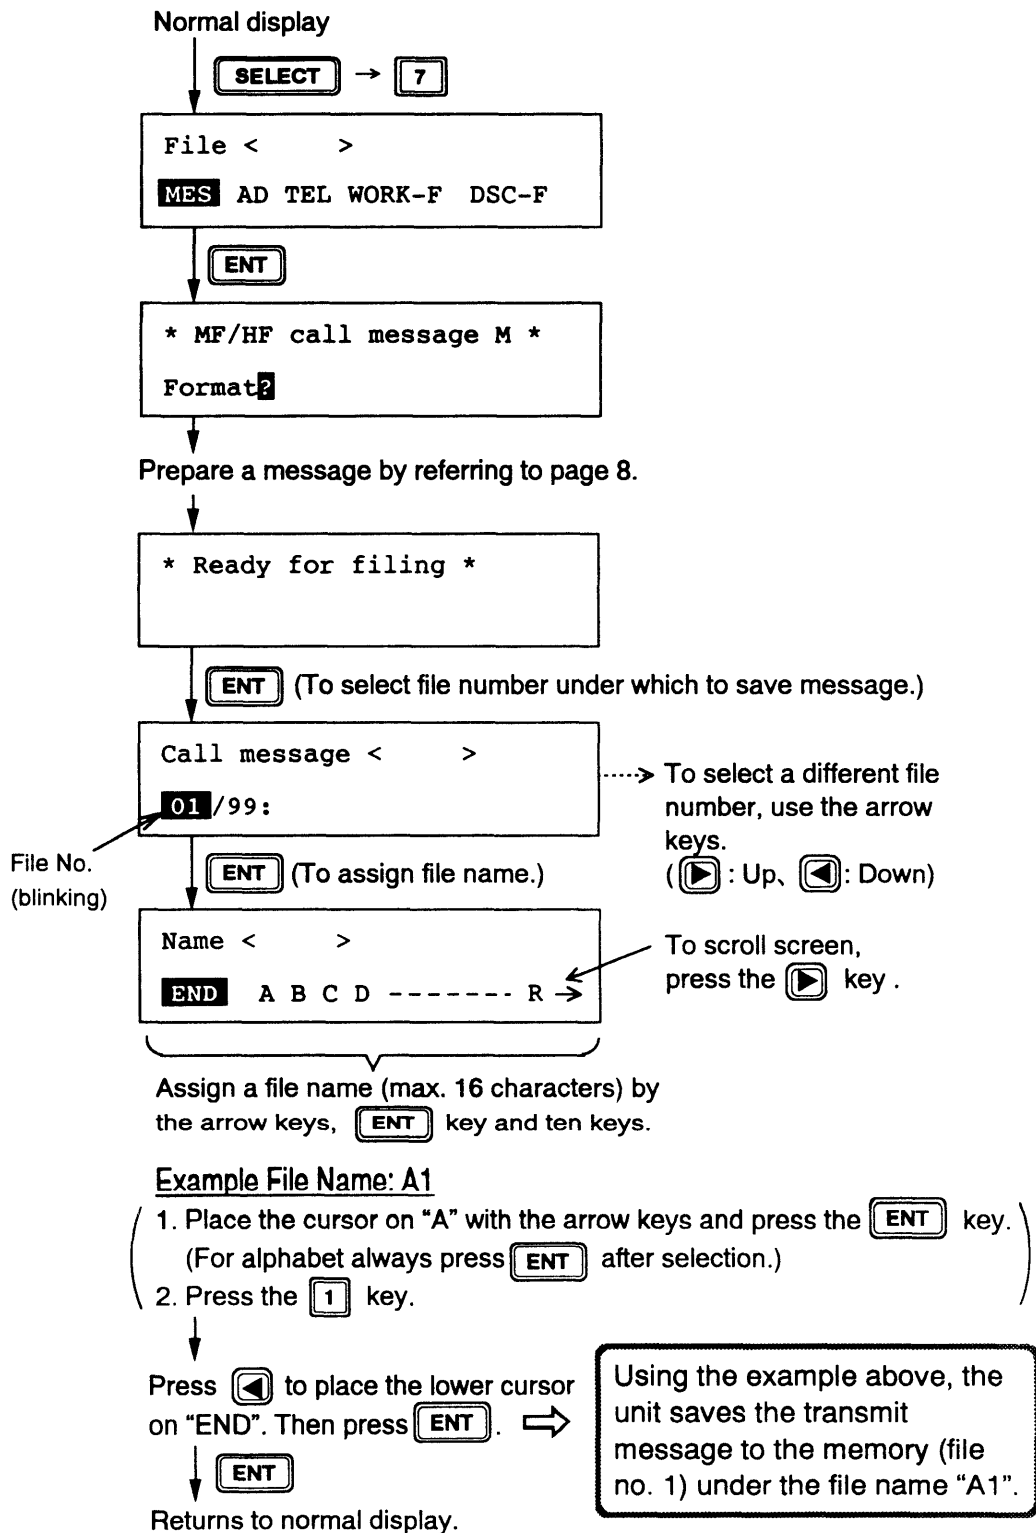 Normal display
SELECT → 7
File <      >
MES AD TEL WORK-F DSC-F
ENT
* MF/HF call message M *
Format?
Prepare a message by referring to page 8.
* Ready for filing *
ENT (To select file number under which to save message.)
Call message <      >
01/99:
File No.
(blinking)
To select a different file
number, use the arrow
keys.
(▶ : Up、 ◀ : Down)
ENT (To assign file name.)
Name <      >
END A B C D ------- R →
To scroll screen,
press the ▶ key .
Assign a file name (max. 16 characters) by
the arrow keys, ENT key and ten keys.
Example File Name: A1
1. Place the cursor on “A” with the arrow keys and press the ENT key.
(For alphabet always press ENT after selection.)
2. Press the 1 key.
Press ◀ to place the lower cursor
on “END”. Then press ENT . ⇨
ENT
Returns to normal display.
Using the example above, the
unit saves the transmit
message to the memory (file
no. 1) under the file name “A1”.